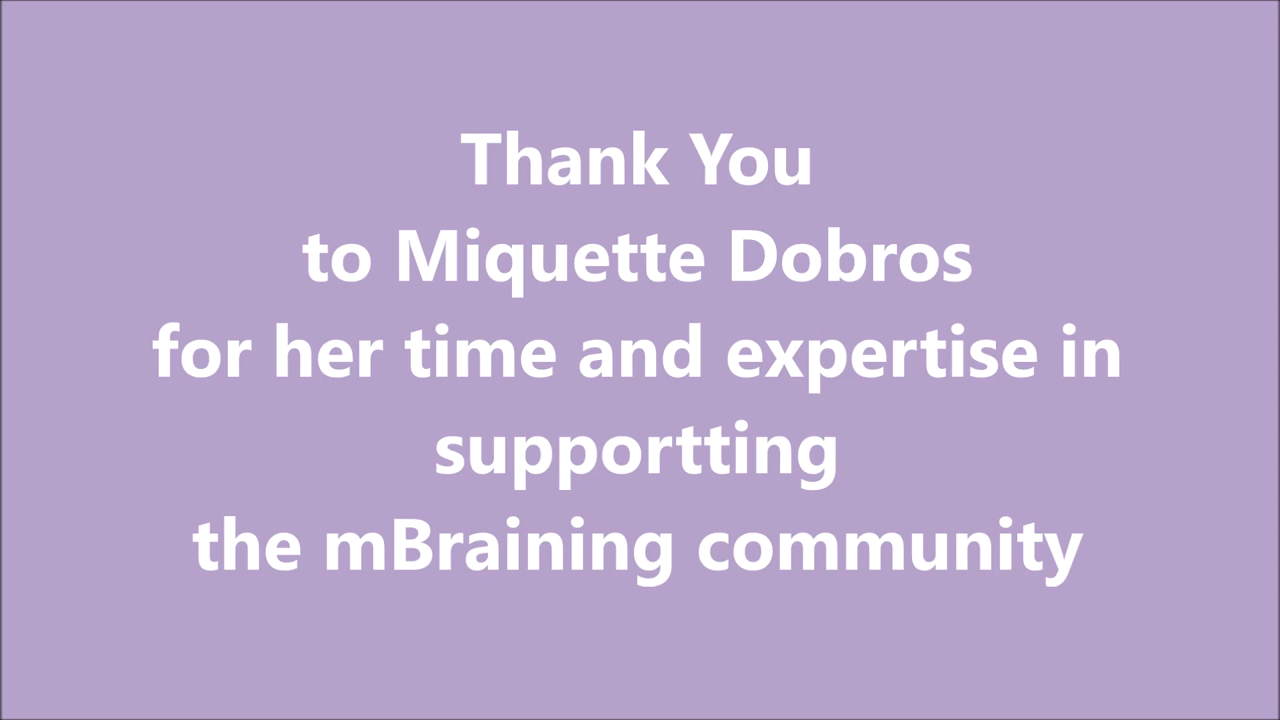 Thank You
to Miquette Dobros
for her time and expertise in
supportting
the mBraining community